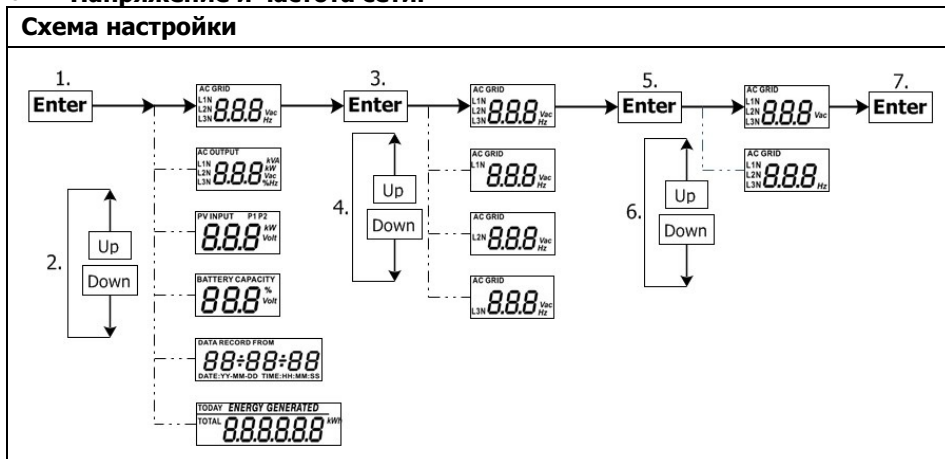 Напряжение и частота сети.
Схема настройки
1.
Enter
AC GRID
L1N
L2N
L3N
8.8.8
Vac
Hz
3.
Enter
AC GRID
L1N
L2N
L3N
8.8.8
Vac
Hz
5.
Enter
AC GRID
L1N
L2N
L3N
8.8.8
Vac
7.
Enter
AC OUTPUT
L1N
L2N
L3N
8.8.8
kVA
kW
Vac
%Hz
AC GRID
L1N
8.8.8
Vac
Hz
AC GRID
L1N
L2N
L3N
8.8.8
Hz
2.
Up
Down
PV INPUT P1 P2
8.8.8
kW
Volt
4.
Up
Down
AC GRID
L2N
8.8.8
Vac
Hz
6.
Up
Down
BATTERY CAPACITY
8.8.8
%
Volt
AC GRID
L3N
8.8.8
Vac
Hz
DATA RECORD FROM
88:88:88
DATE:YY-MM-DD TIME:HH:MM:SS
TODAY ENERGY GENERATED
TOTAL
8.8.8.8.8.8
kWh